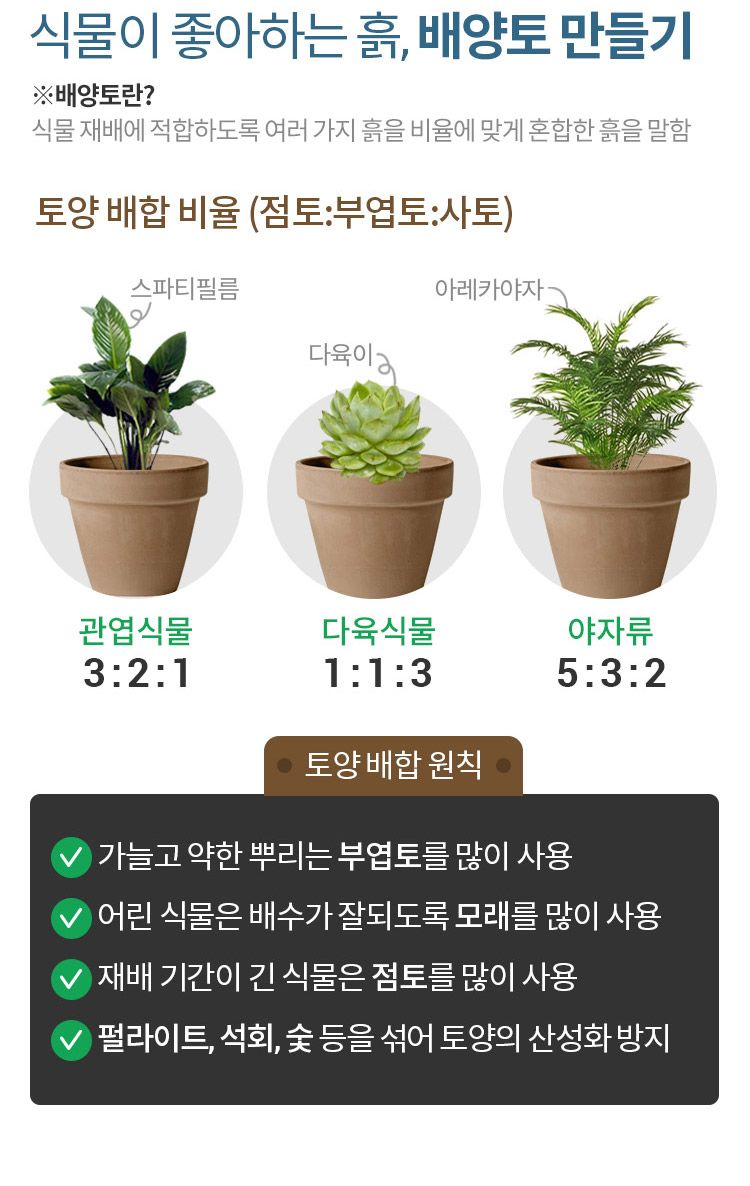 식물이 좋아하는 흙, 배양토 만들기
※배양토란?
식물 재배에 적합하도록 여러 가지 흙을 비율에 맞게 혼합한 흙을 말함
토양 배합 비율 (점토:부엽토:사토)
스파티필름
다육이
아레카야자
관엽식물
3:2:1
다육식물
1:1:3
야자류
5:3:2
토양 배합 원칙
가늘고 약한 뿌리는 부엽토를 많이 사용
어린 식물은 배수가 잘되도록 모래를 많이 사용
재배 기간이 긴 식물은 점토를 많이 사용
펄라이트, 석회, 숯 등을 섞어 토양의 산성화 방지